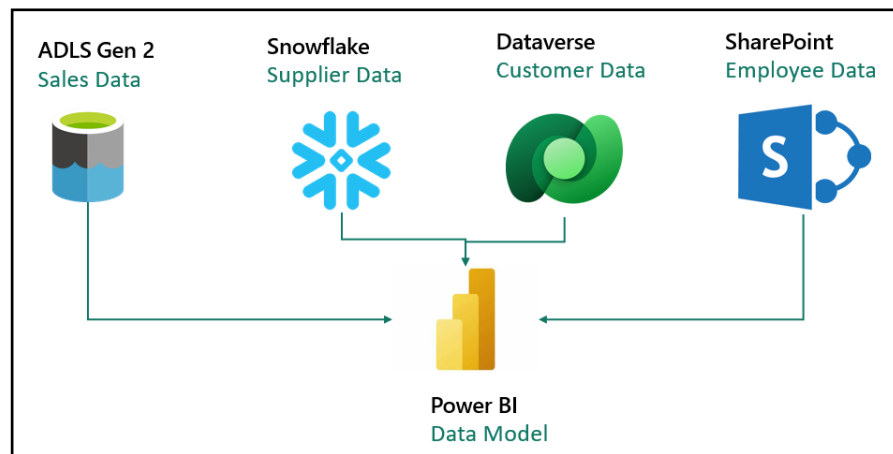 ADLS Gen 2
Sales Data
Snowflake
Supplier Data
Dataverse
Customer Data
SharePoint
Employee Data
S
Power BI
Data Model